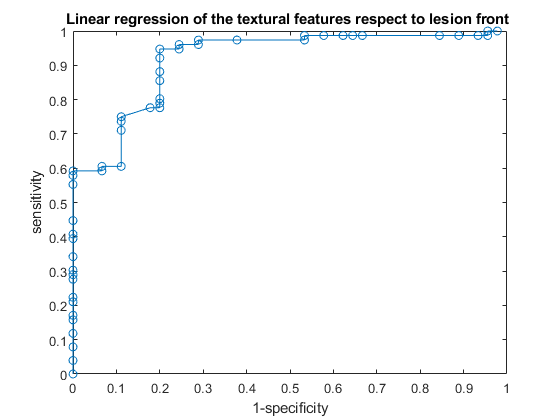 Linear regression of the textural features respect to lesion front
1
0.9
0.8
0.7
0.6
0.5
0.4
0.3
0.2
0.1
0
sensitivity
0 0.1 0.2 0.3 0.4 0.5 0.6 0.7 0.8 0.9 1
1-specificity